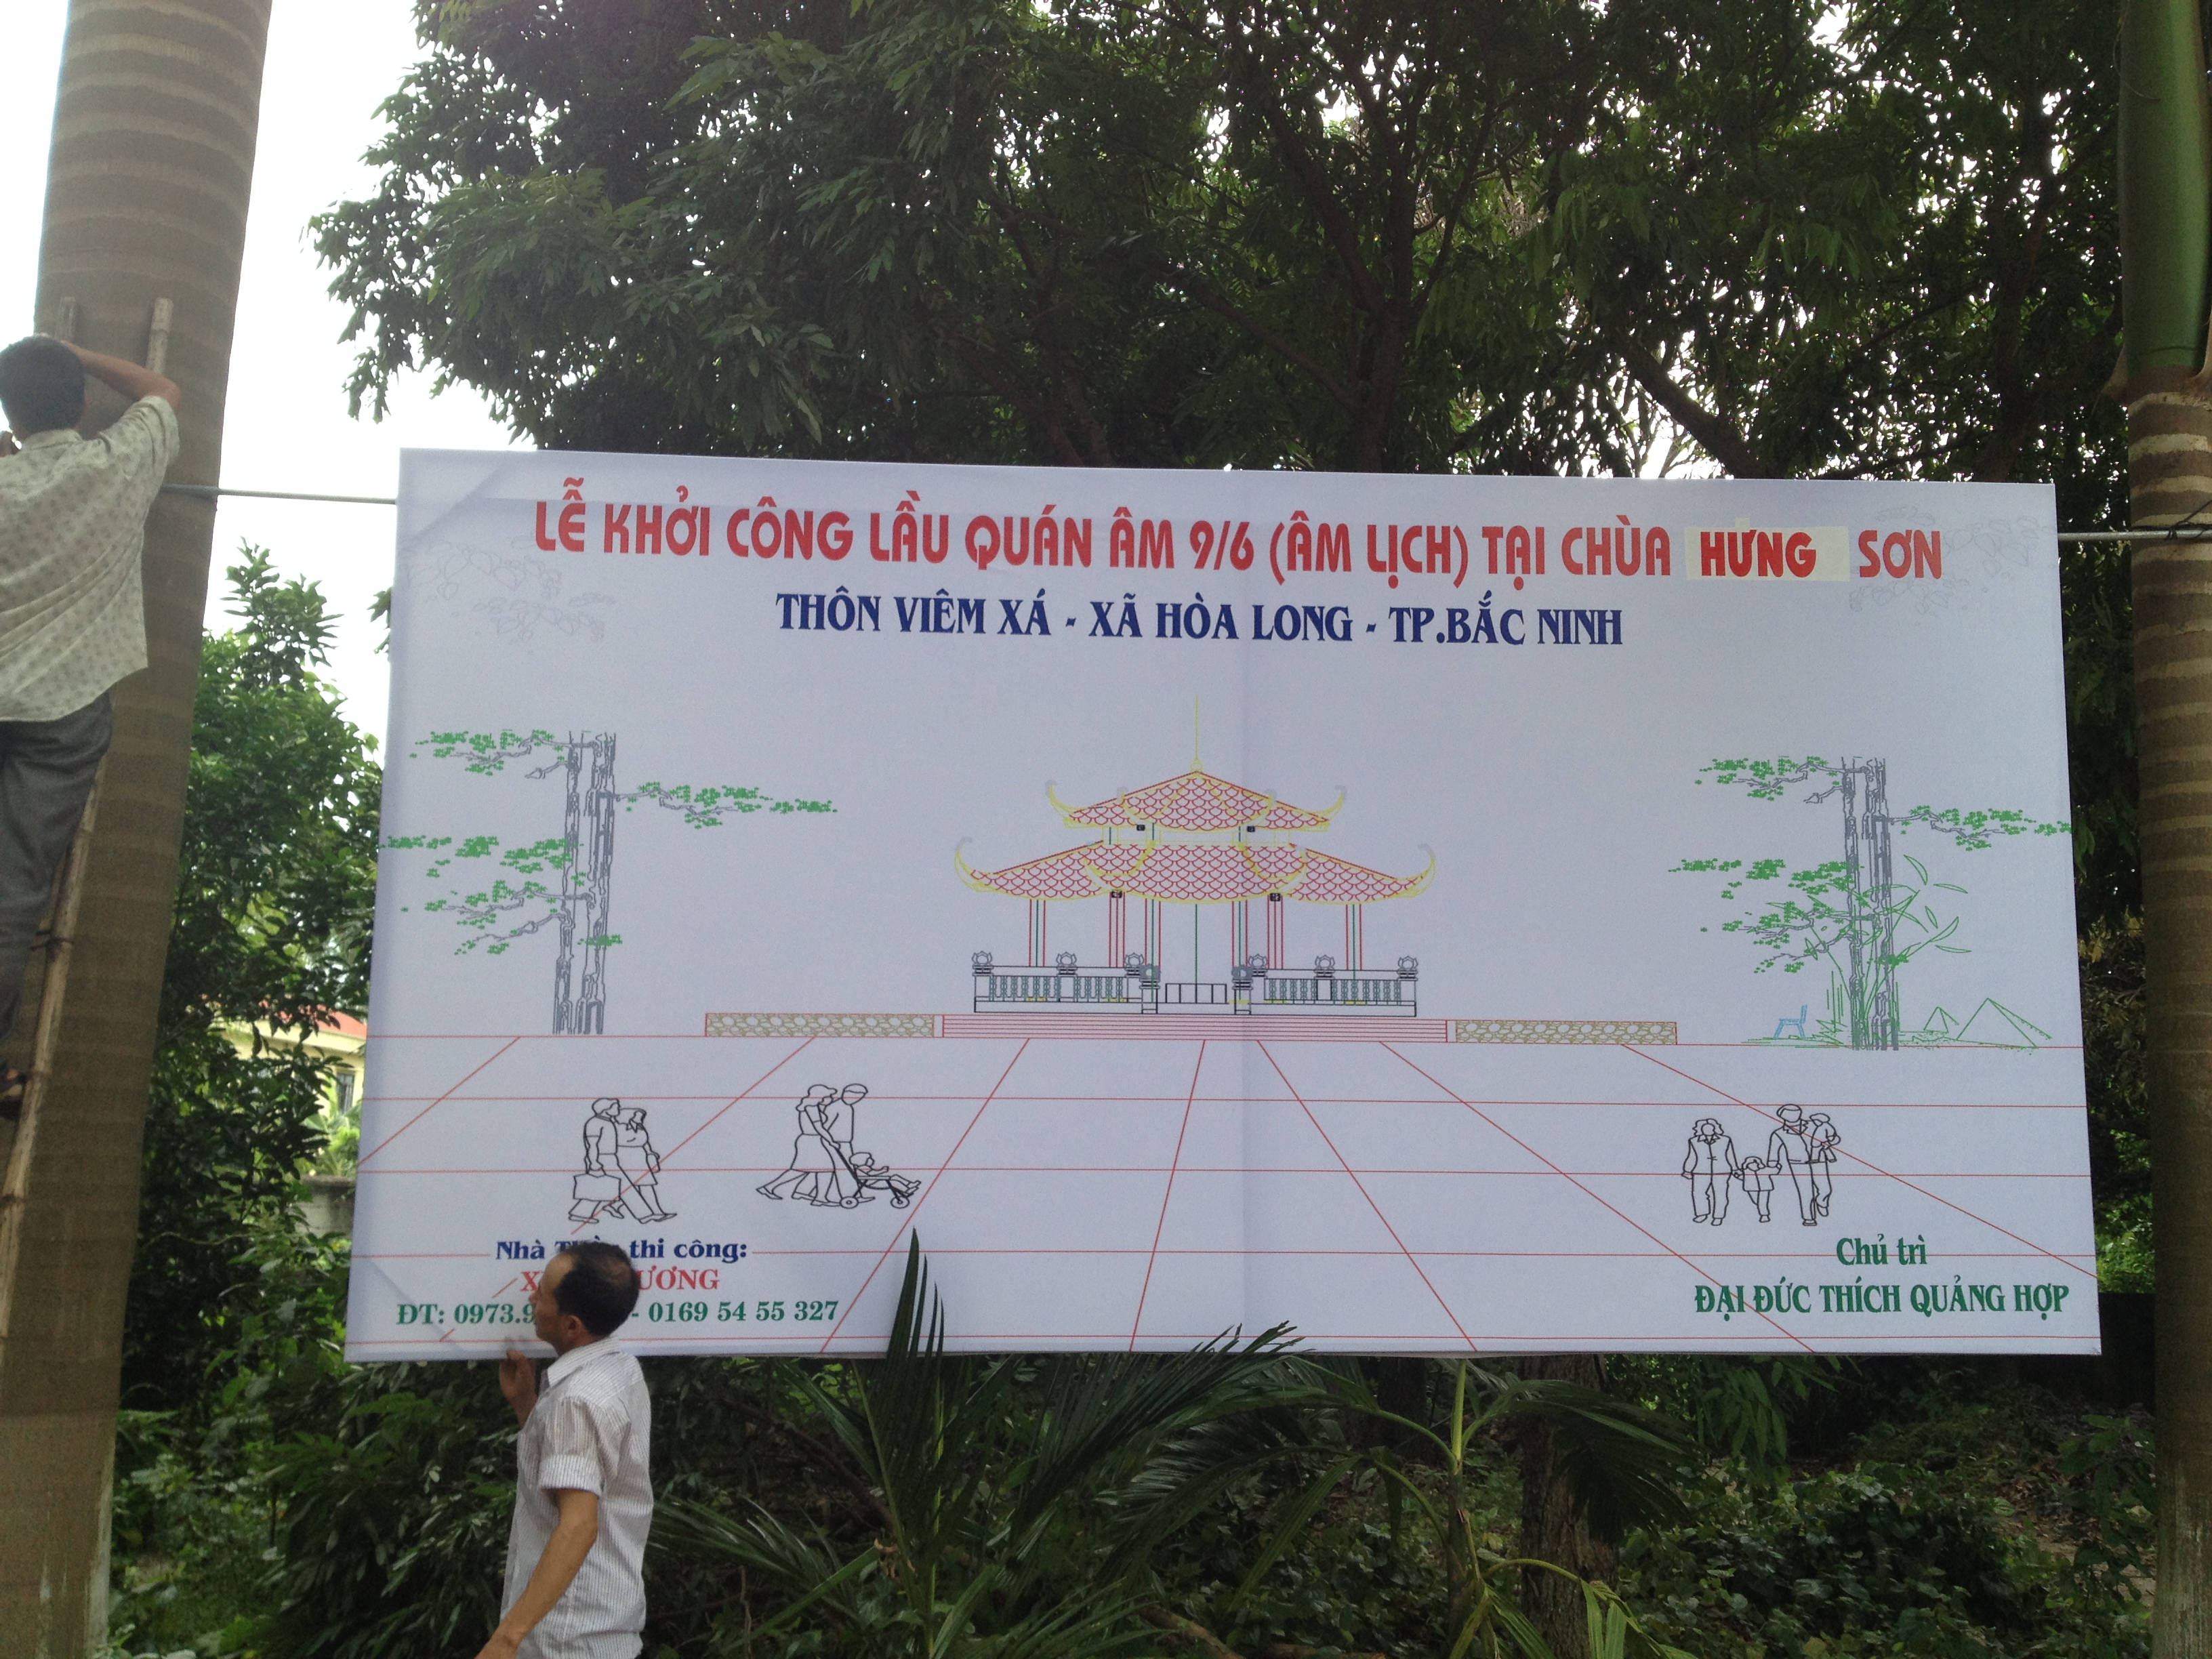 LỄ KHỞI CÔNG LẦU QUÁN ÂM 9/6 (ÂM LỊCH) TẠI CHÙA HƯNG SƠN
THÔN VIÊM XÁ - XÃ HÒA LONG - TP.BẮC NINH
Nhà thi công:
ĐT: - 0169 54 55 327
Chủ trì
ĐẠI ĐỨC THÍCH QUẢNG HỢP